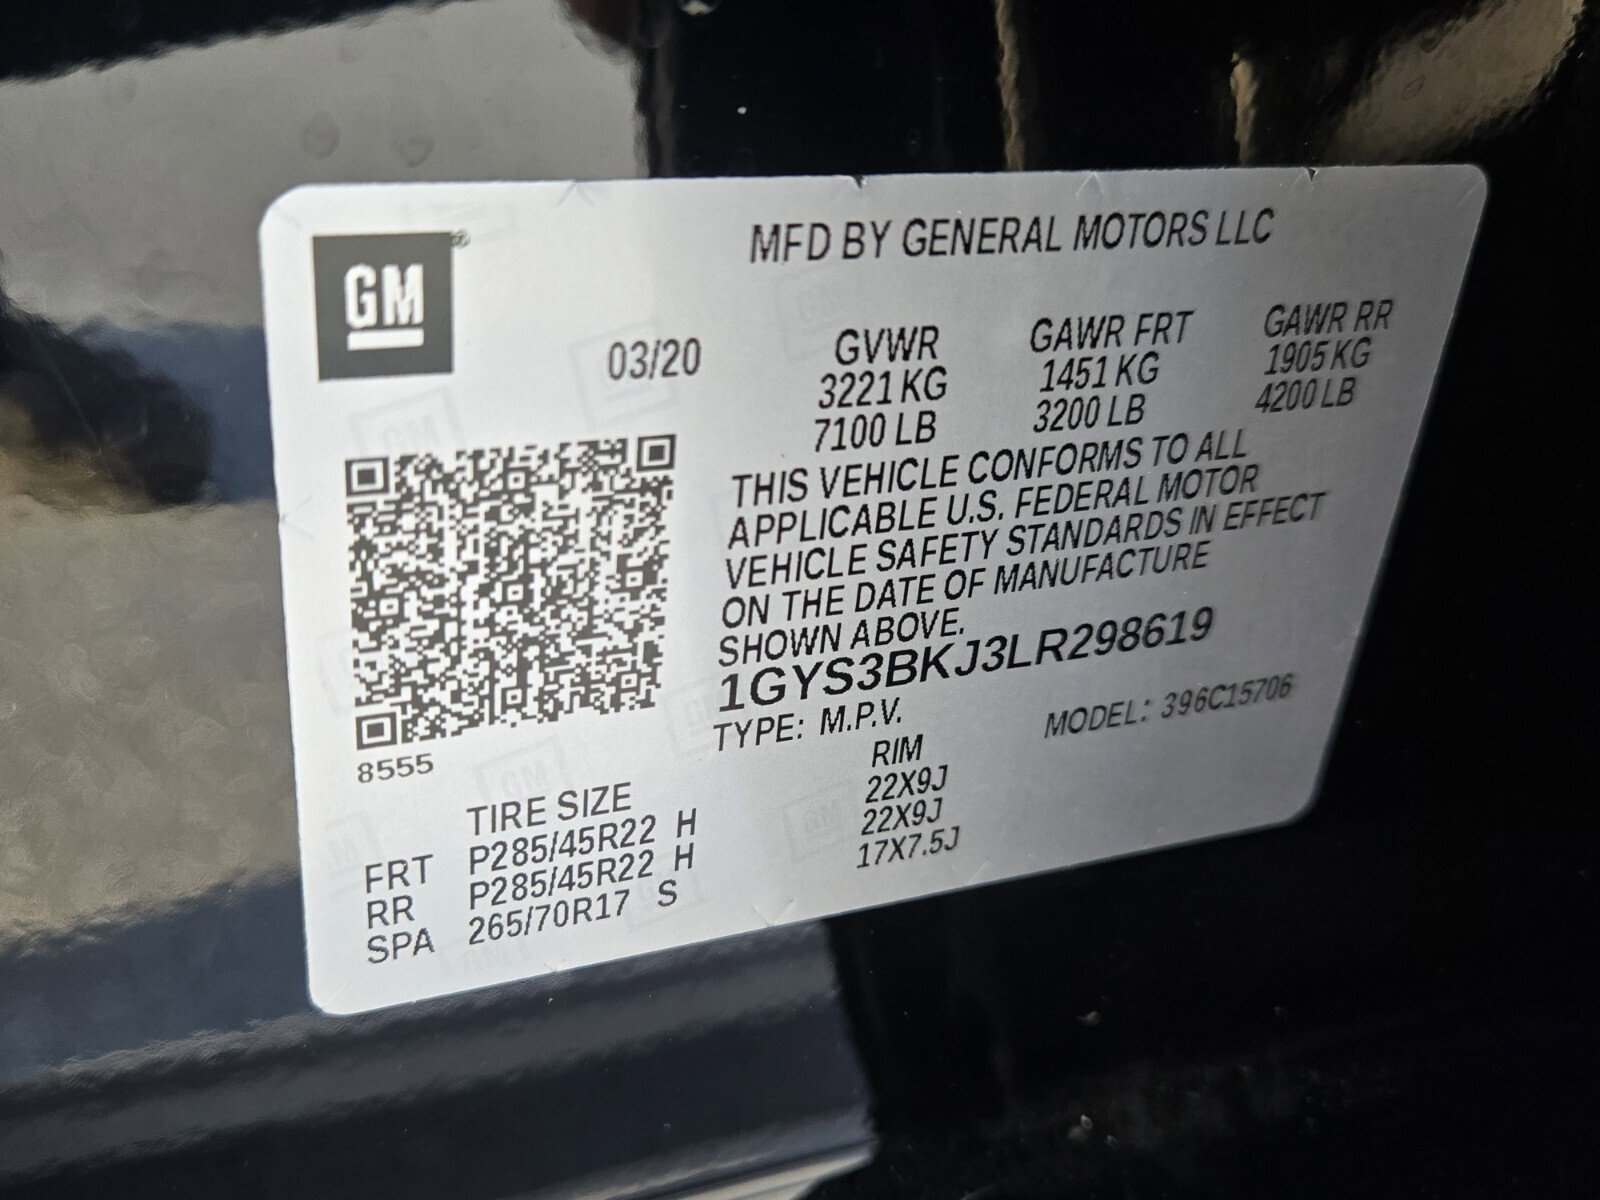 GM
MFD BY GENERAL MOTORS LLC
03/20
GVWR GAWR FRT GAWR RR
3221 KG 1451 KG 1905 KG
7100 LB 3200 LB 4200 LB
THIS VEHICLE CONFORMS TO ALL
APPLICABLE U.S. FEDERAL MOTOR
VEHICLE SAFETY STANDARDS IN EFFECT
ON THE DATE OF MANUFACTURE
SHOWN ABOVE.
1GYS3BKJ3LR298619
TYPE: M.P.V. MODEL: 396C15706
8555
TIRE SIZE RIM
FRT P285/45R22 H 22X9J
RR P285/45R22 H 22X9J
SPA 265/70R17 S 17X7.5J